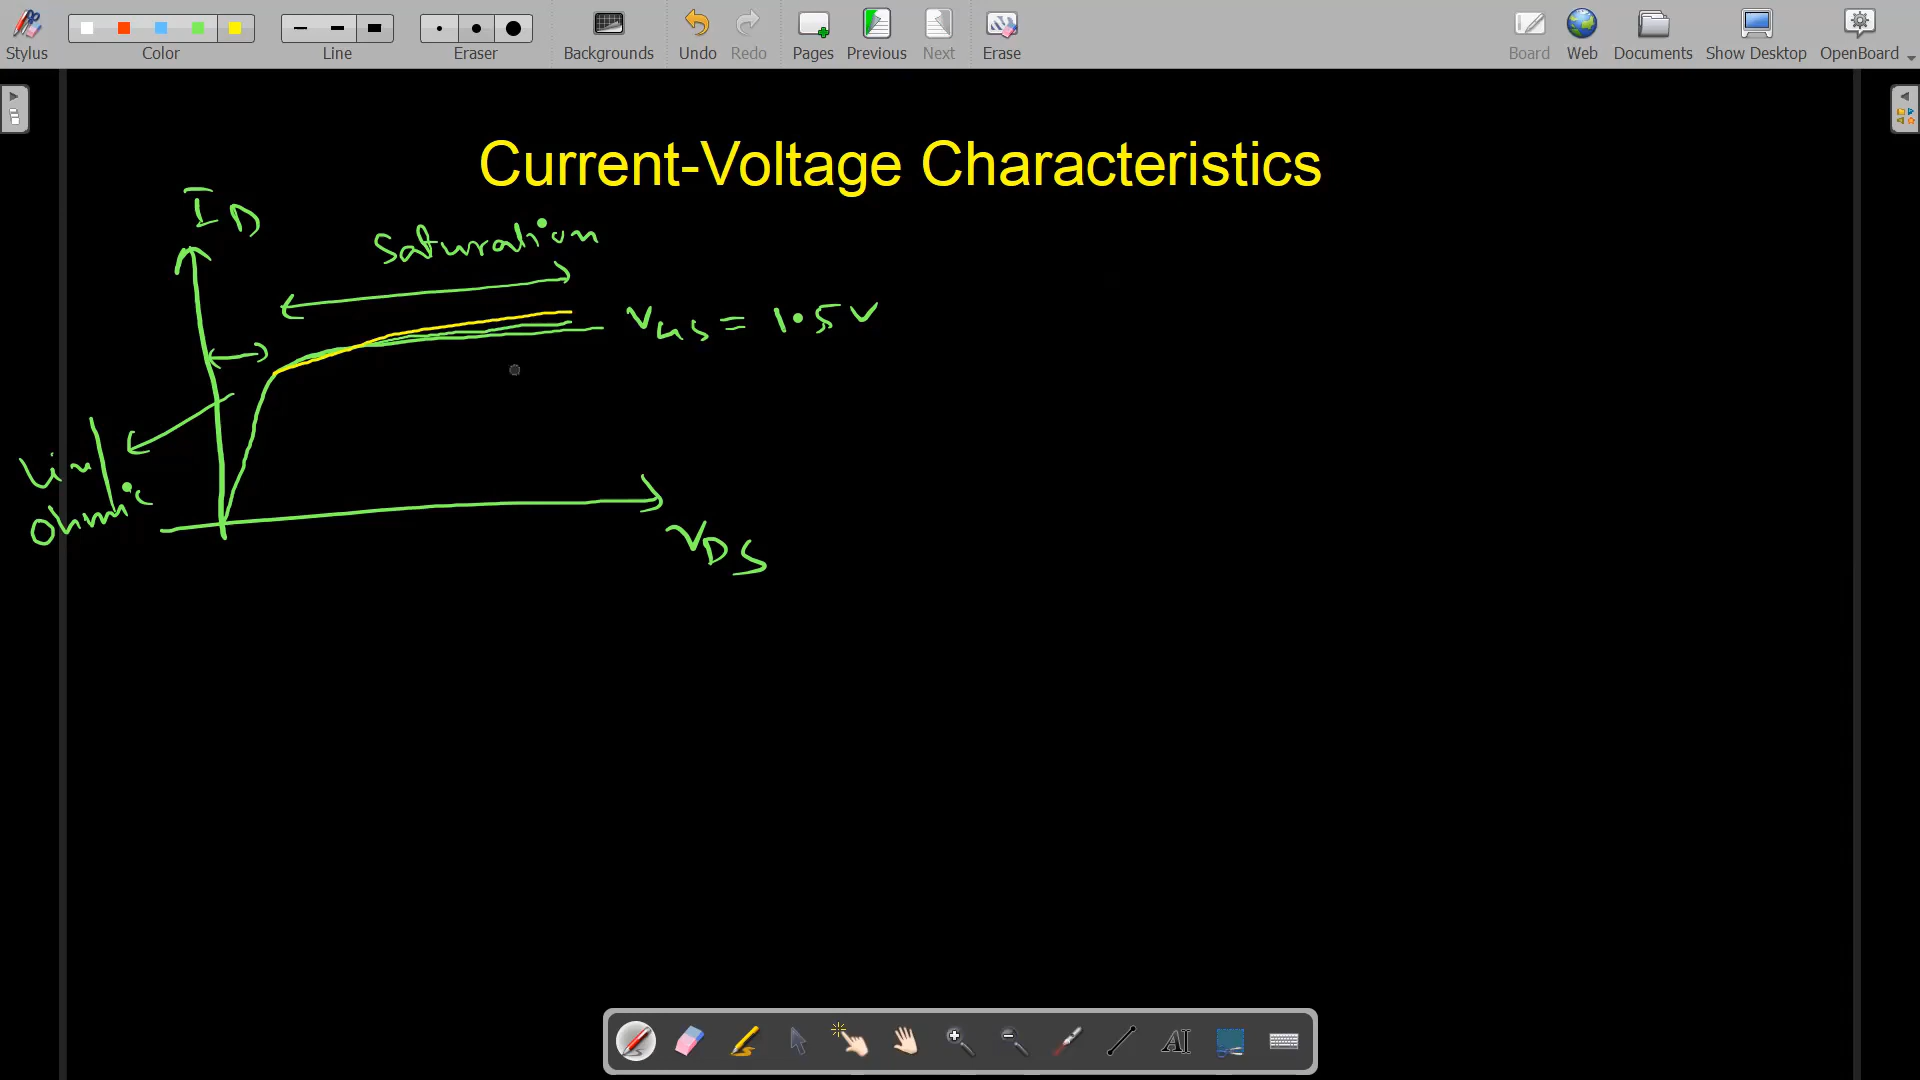 Stylus Color Line Eraser Backgrounds Undo Redo Pages Previous Next Erase Board Web Documents Show Desktop OpenBoard
Current-Voltage Characteristics
ID
Saturation
VGS = 1.5 V
Lin
Ohmic
VDS